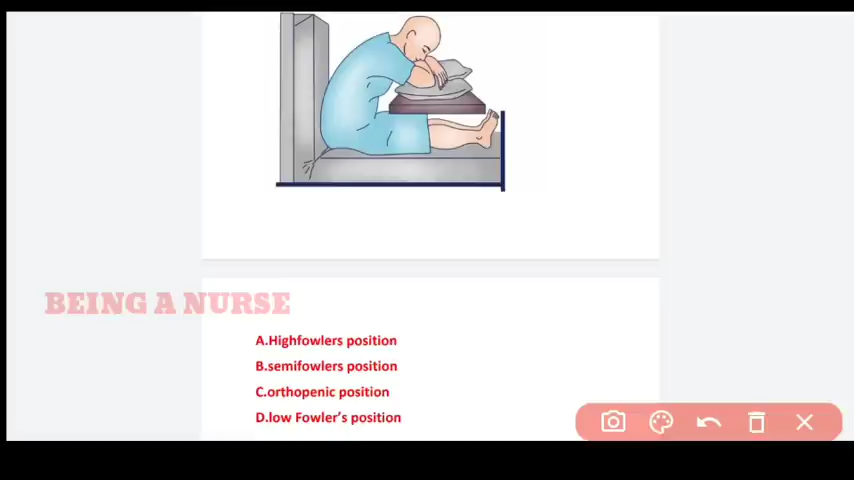 BEING A NURSE
A.Highfowlers position
B.semifowlers position
C.orthopenic position
D.low Fowler's position